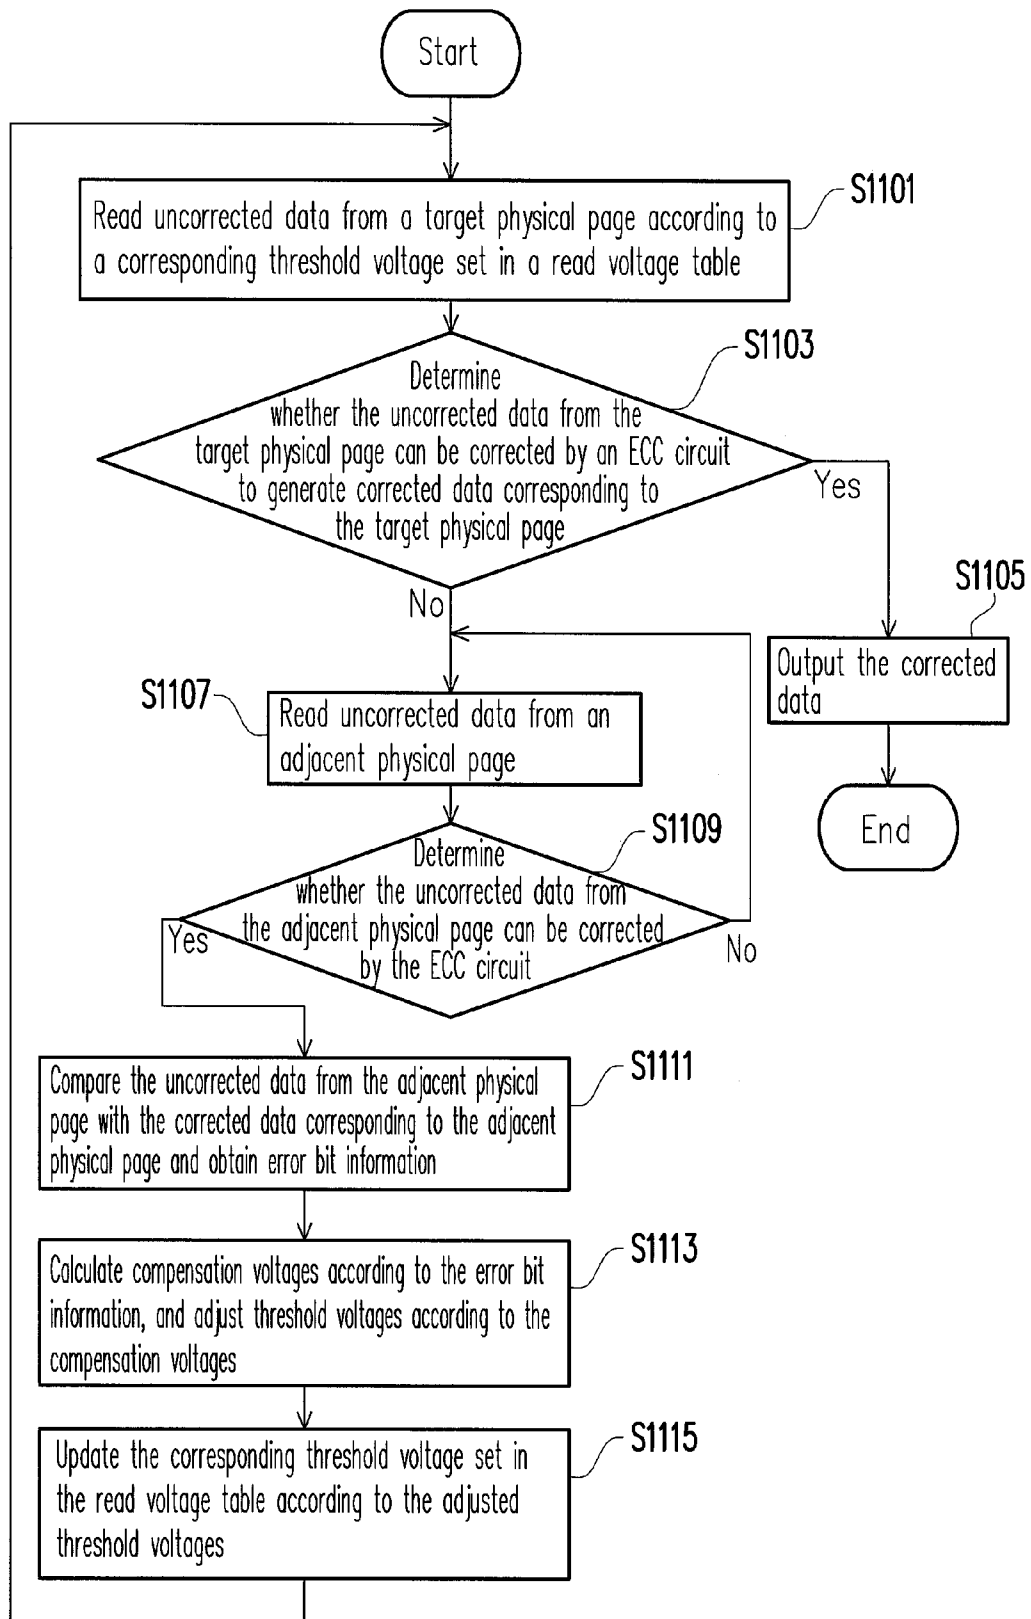 Start
S1101
Read uncorrected data from a target physical page according to
a corresponding threshold voltage set in a read voltage table
S1103
Determine
whether the uncorrected data from the
target physical page can be corrected by an ECC circuit
to generate corrected data corresponding to
the target physical page
Yes
No
S1105
Output the corrected
data
End
S1107
Read uncorrected data from an
adjacent physical page
S1109
Determine
whether the uncorrected data from
the adjacent physical page can be corrected
by the ECC circuit
Yes
No
S1111
Compare the uncorrected data from the adjacent physical
page with the corrected data corresponding to the adjacent
physical page and obtain error bit information
S1113
Calculate compensation voltages according to the error bit
information, and adjust threshold voltages according to the
compensation voltages
S1115
Update the corresponding threshold voltage set in
the read voltage table according to the adjusted
threshold voltages